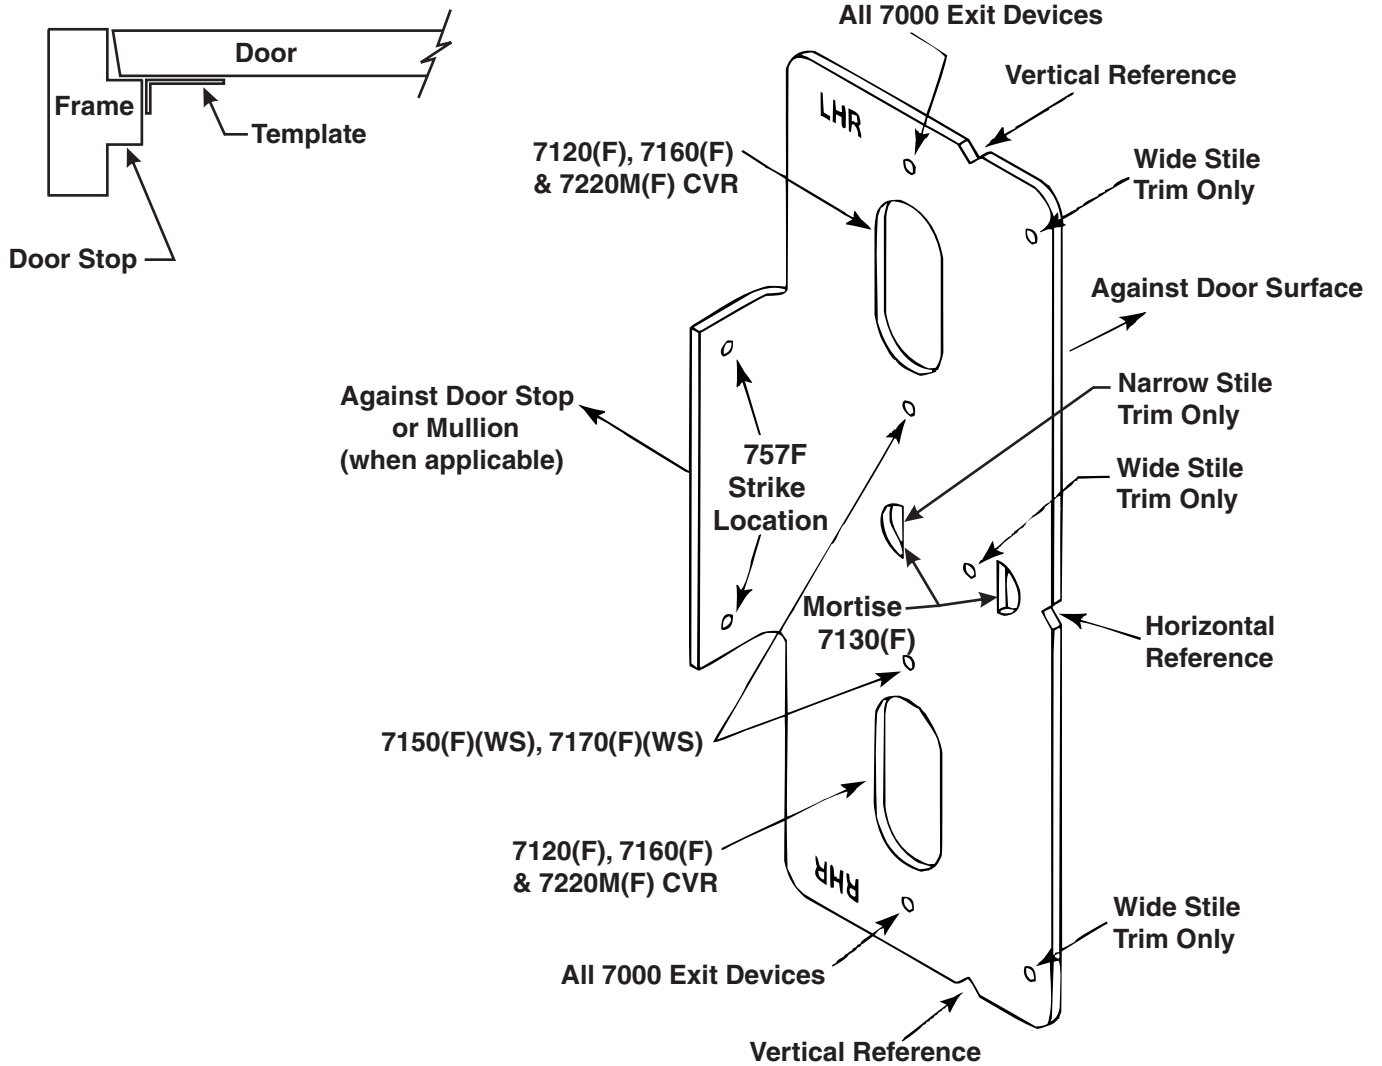 All 7000 Exit Devices
Door
Vertical Reference
Frame
Template
LHR
7120(F), 7160(F)
& 7220M(F) CVR
Wide Stile
Trim Only
Door Stop
Against Door Surface
Against Door Stop
or Mullion
(when applicable)
Narrow Stile
Trim Only
757F
Strike
Location
Wide Stile
Trim Only
Mortise
7130(F)
Horizontal
Reference
7150(F)(WS), 7170(F)(WS)
7120(F), 7160(F)
& 7220M(F) CVR
RHR
Wide Stile
Trim Only
All 7000 Exit Devices
Vertical Reference